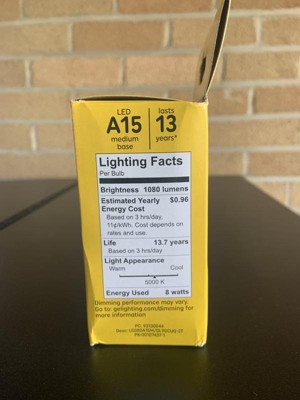 LED
A15
medium
base
lasts
13
years*
Lighting Facts
Per Bulb
Brightness 1080 lumens
Estimated Yearly
Energy Cost $0.96
Based on 3 hrs/day,
11¢/kWh. Cost depends on
rates and use.
Life 13.7 years
Based on 3 hrs/day
Light Appearance
Warm Cool
5000 K
Energy Used 8 watts
Dimming performance may vary.
Go to: gelighting.com/dimming for
more information